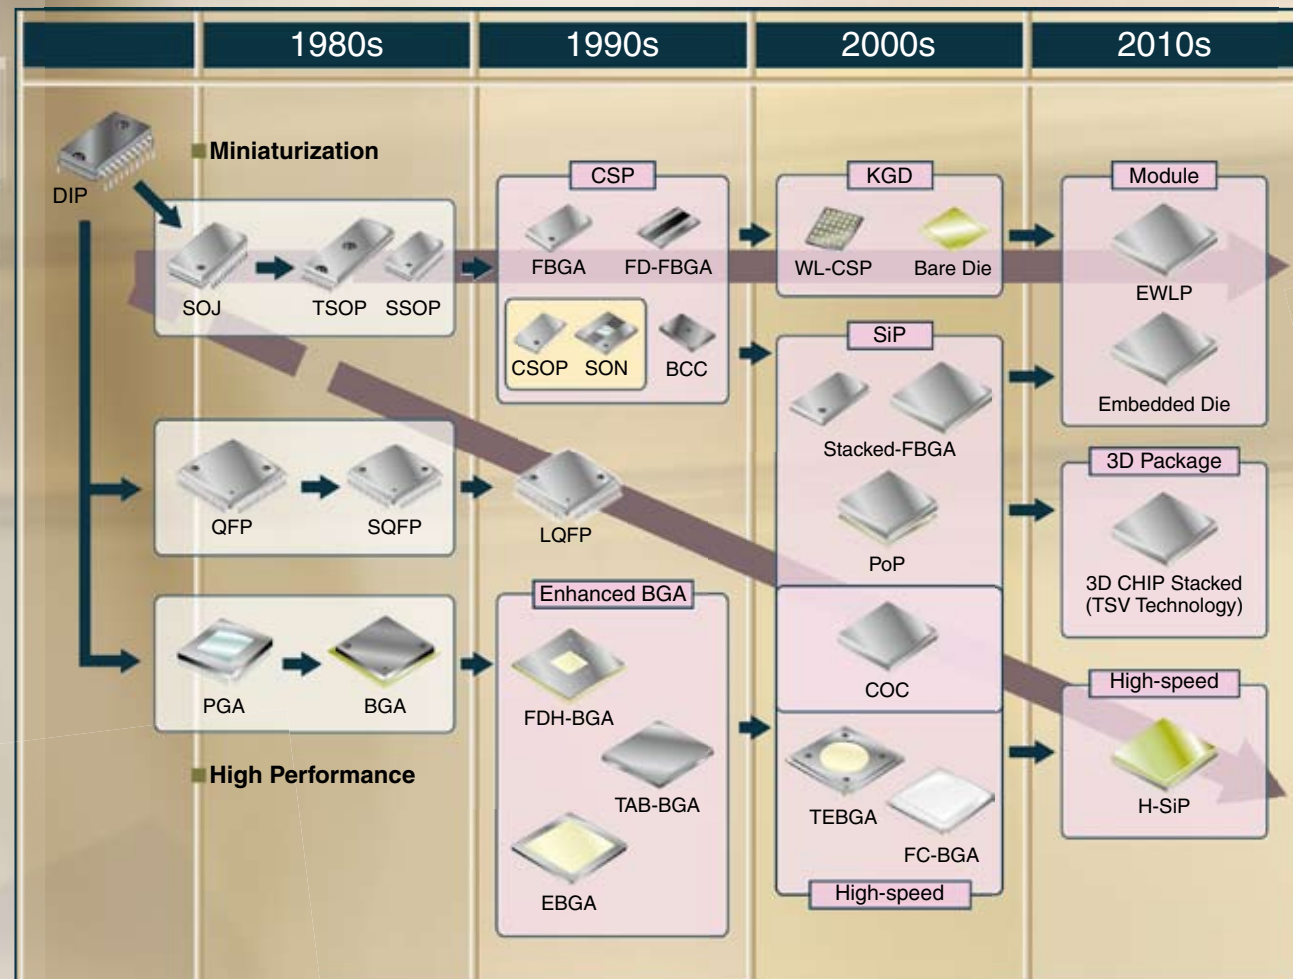 1980s
1990s
2000s
2010s
DIP
Miniaturization
SOJ
TSOP
SSOP
CSP
FBGA
FD-FBGA
CSOP
SON
BCC
KGD
WL-CSP
Bare Die
Module
EWLP
Embedded Die
SiP
Stacked-FBGA
PoP
COC
3D Package
3D CHIP Stacked
(TSV Technology)
QFP
SQFP
LQFP
PGA
BGA
High Performance
Enhanced BGA
FDH-BGA
TAB-BGA
EBGA
TEBGA
FC-BGA
High-speed
High-speed
H-SiP